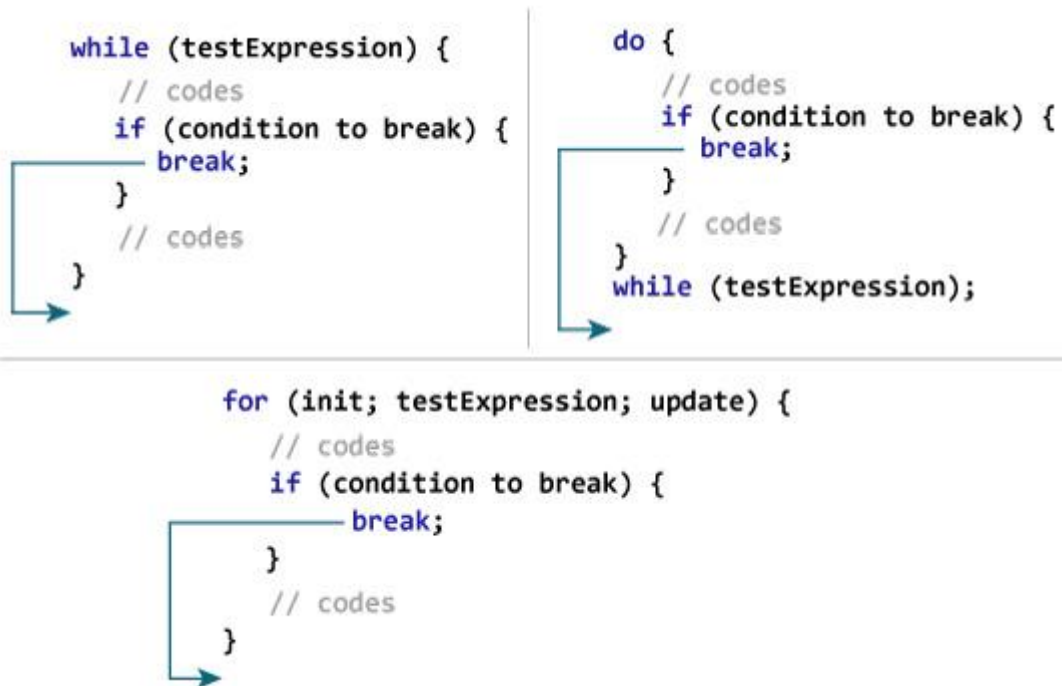 while (testExpression) {
// codes
if (condition to break) {
break;
}
// codes
}
do {
// codes
if (condition to break) {
break;
}
// codes
}
while (testExpression);
for (init; testExpression; update) {
// codes
if (condition to break) {
break;
}
// codes
}